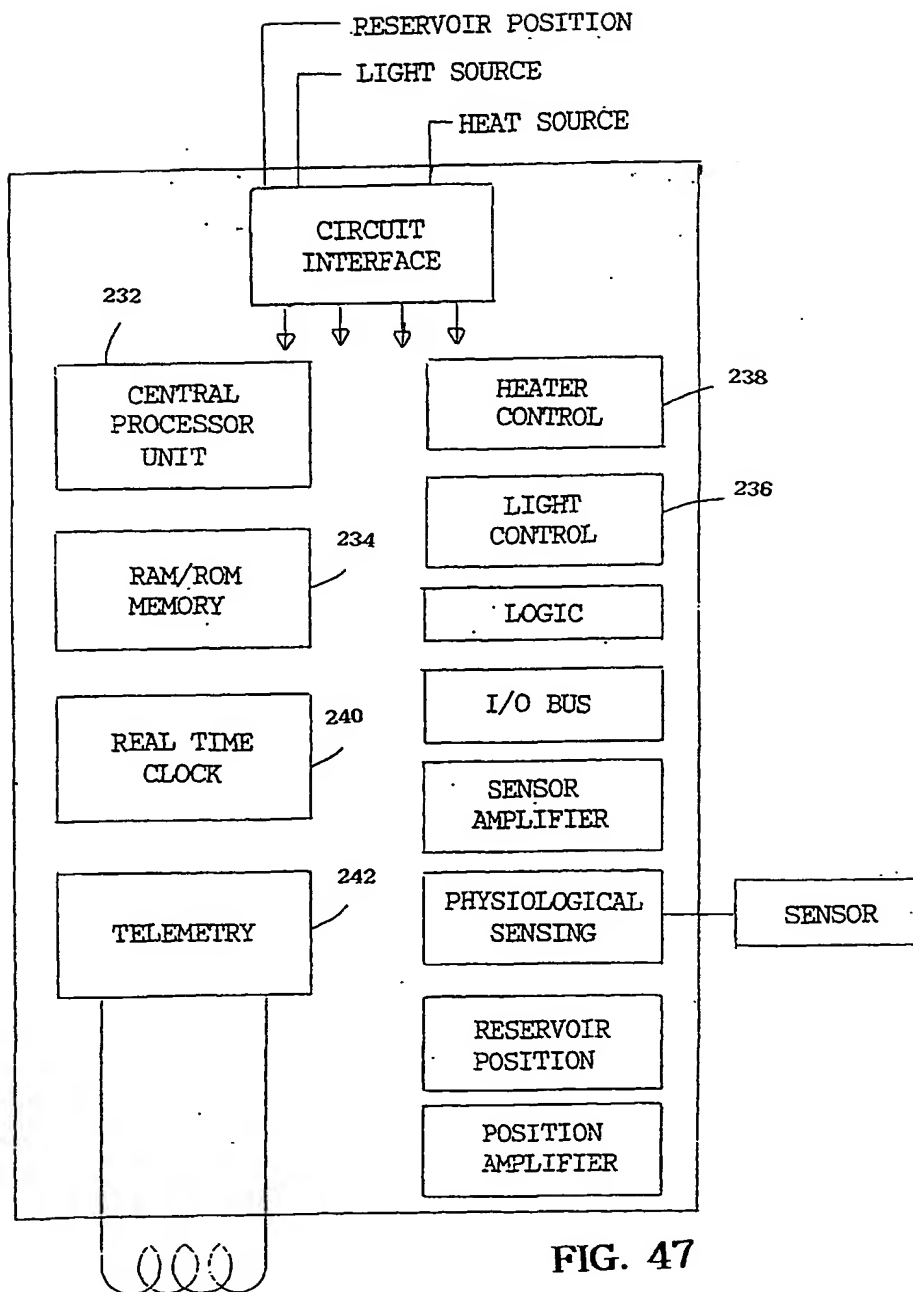 RESERVOIR POSITION
LIGHT SOURCE
HEAT SOURCE
CIRCUIT
INTERFACE
232
CENTRAL
PROCESSOR
UNIT
HEATER
CONTROL
238
LIGHT
CONTROL
236
RAM/ROM
MEMORY
234
LOGIC
I/O BUS
REAL TIME
CLOCK
240
SENSOR
AMPLIFIER
TELEMETRY
242
PHYSIOLOGICAL
SENSING
SENSOR
RESERVOIR
POSITION
POSITION
AMPLIFIER
FIG. 47